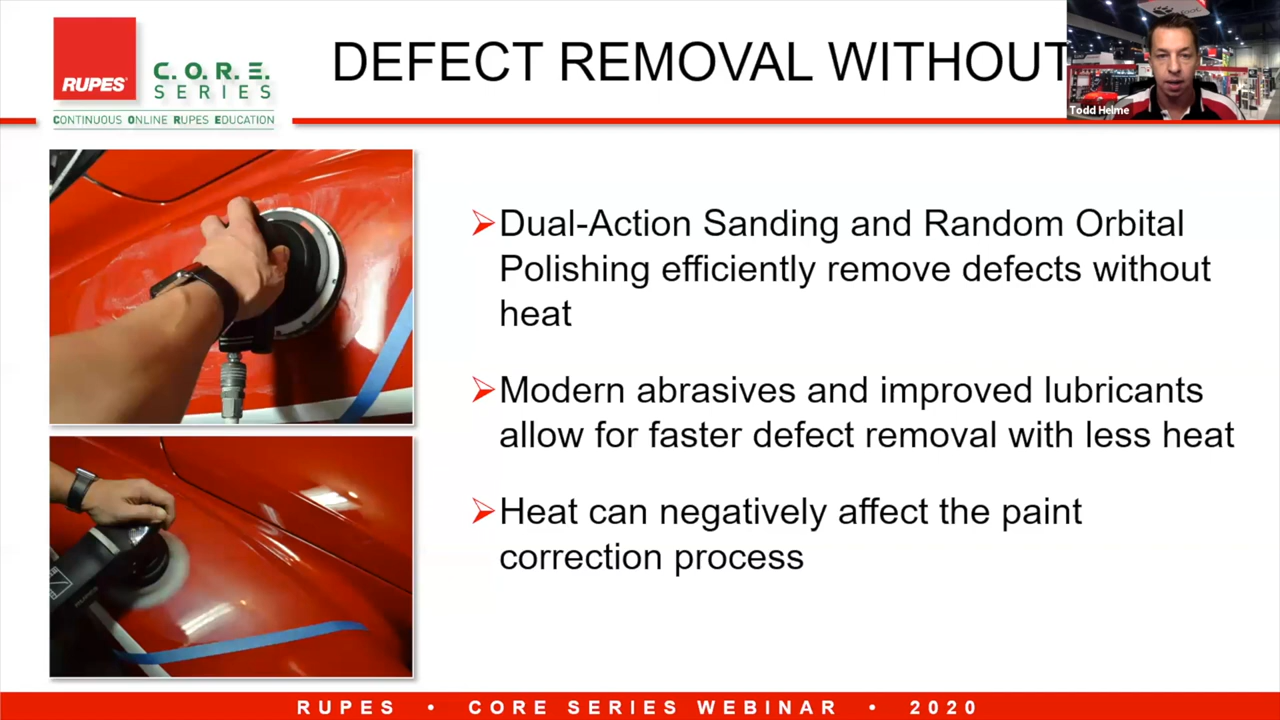 RUPES
C.O.R.E.
SERIES
CONTINUOUS ONLINE RUPES EDUCATION
DEFECT REMOVAL WITHOUT
Todd Helme
➢Dual-Action Sanding and Random Orbital
Polishing efficiently remove defects without
heat
➢Modern abrasives and improved lubricants
allow for faster defect removal with less heat
➢Heat can negatively affect the paint
correction process
RUPES • CORE SERIES WEBINAR • 2020